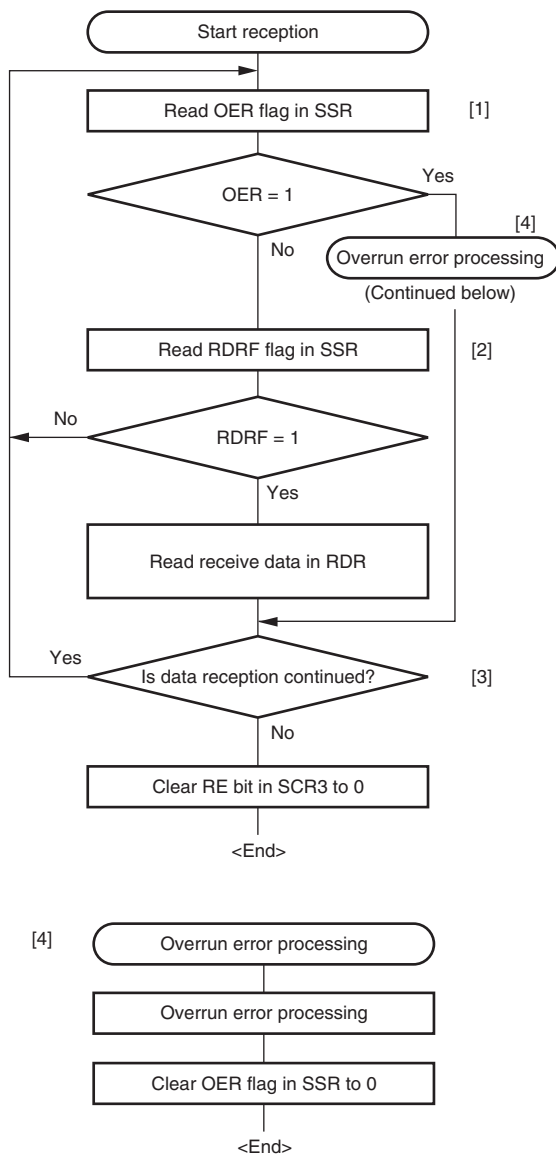 Start reception
Read OER flag in SSR
[1]
OER = 1
Yes
No
[4]
Overrun error processing
(Continued below)
Read RDRF flag in SSR
[2]
No
RDRF = 1
Yes
Read receive data in RDR
Yes
Is data reception continued?
[3]
No
Clear RE bit in SCR3 to 0
<End>
[4]
Overrun error processing
Overrun error processing
Clear OER flag in SSR to 0
<End>